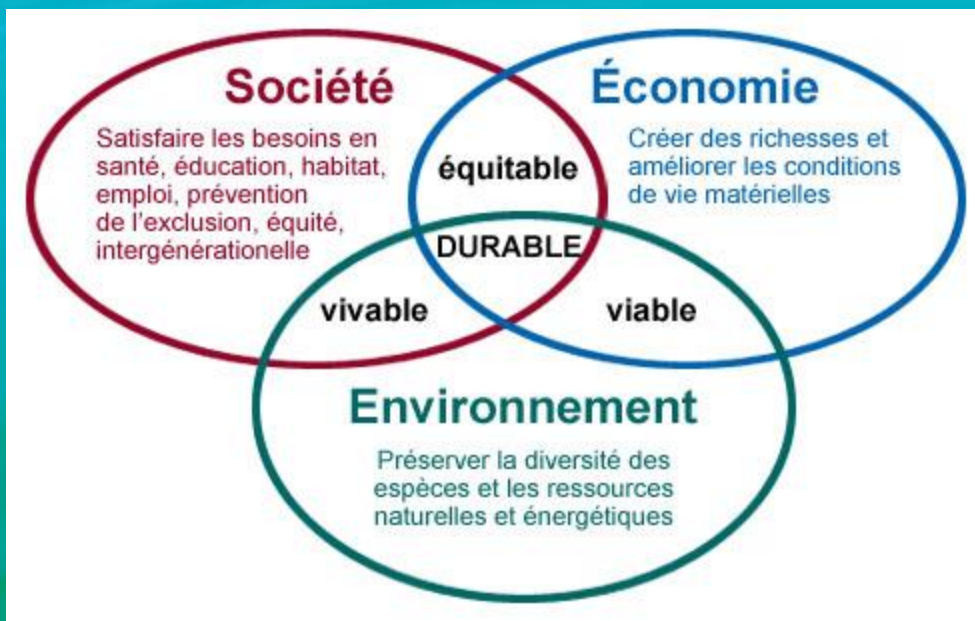 Société
Satisfaire les besoins en
santé, éducation, habitat,
emploi, prévention
de l'exclusion, équité,
intergénérationelle
Économie
Créer des richesses et
améliorer les conditions
de vie matérielles
équitable
DURABLE
vivable
viable
Environnement
Préserver la diversité des
espèces et les ressources
naturelles et énergétiques